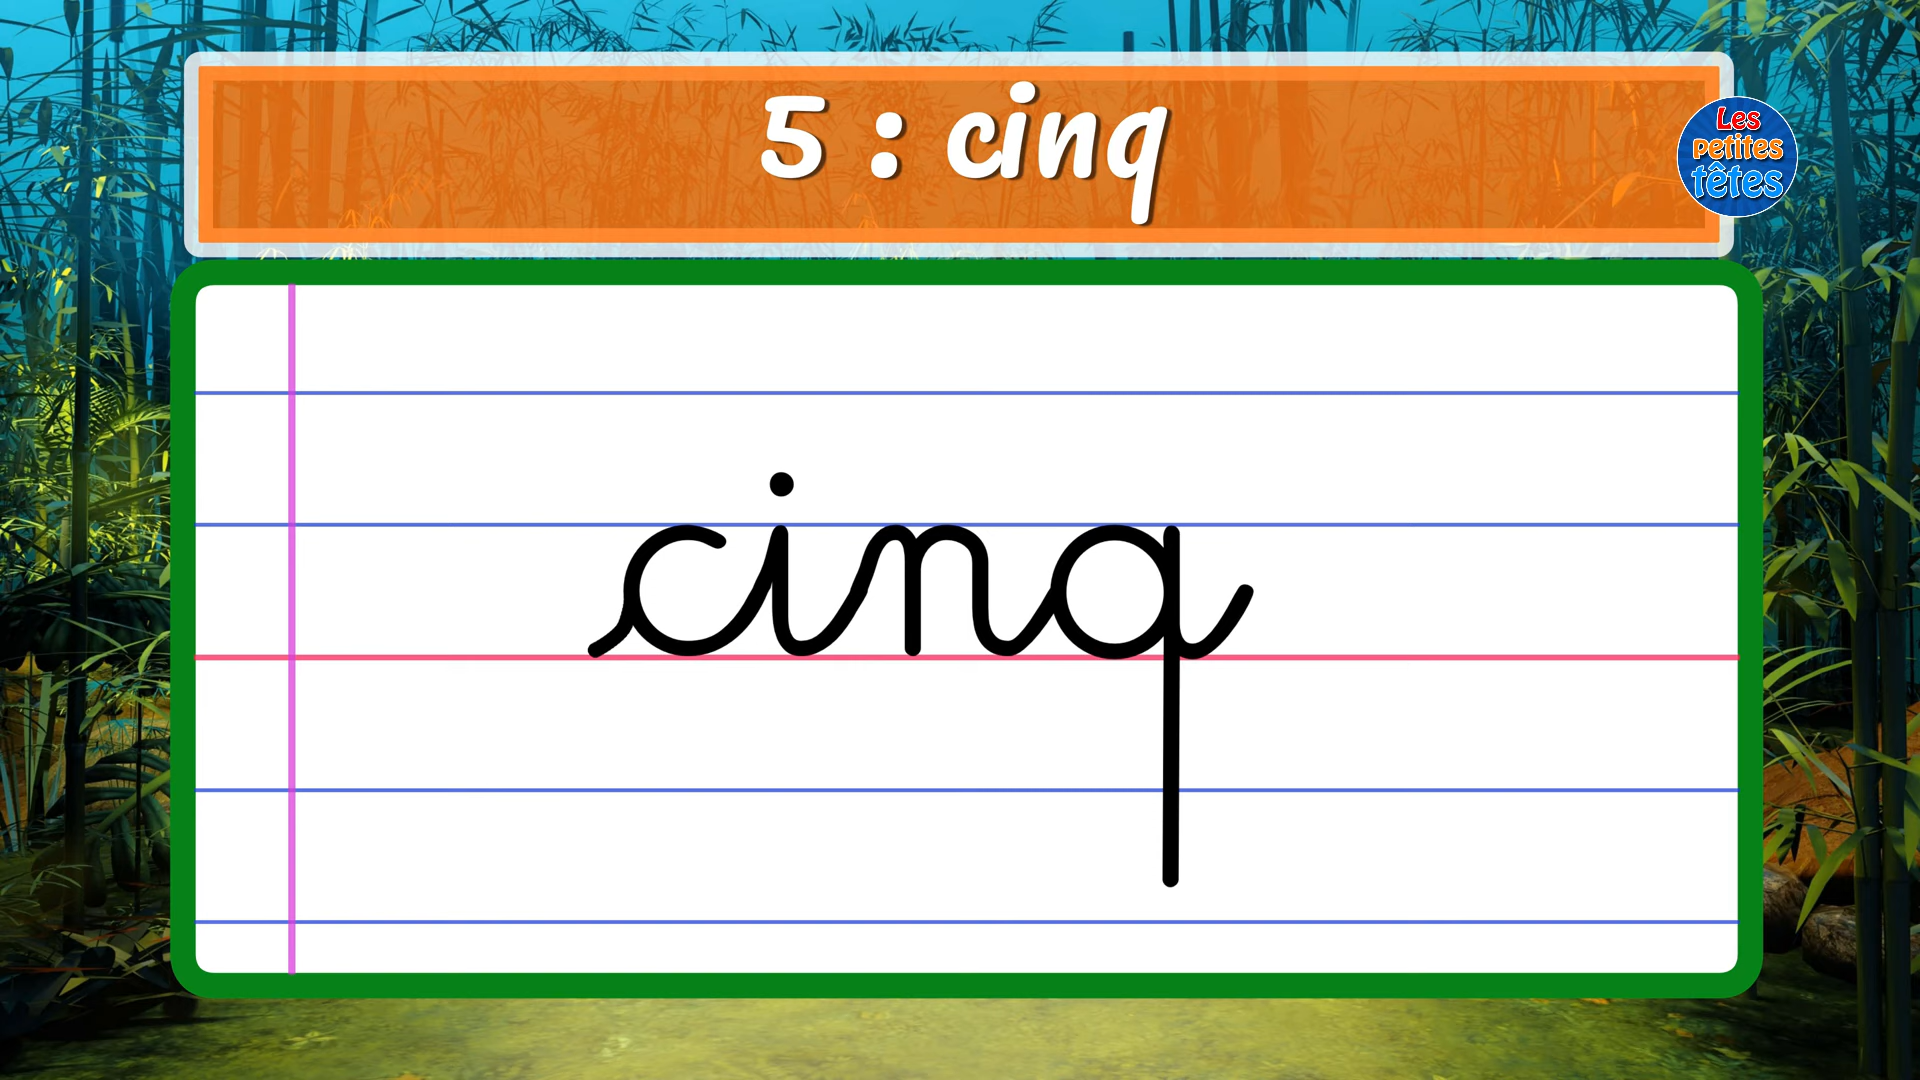 5 : cinq
Les
petites
têtes
cinq